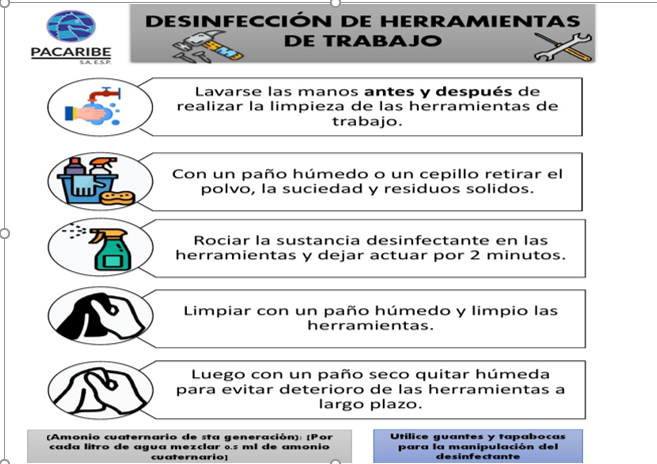 PACARIBE
S.A. E.S.P.
DESINFECCIÓN DE HERRAMIENTAS
DE TRABAJO
Lavarse las manos antes y después de
realizar la limpieza de las herramientas de
trabajo.
Con un paño húmedo o un cepillo retirar el
polvo, la suciedad y residuos solidos.
Rociar la sustancia desinfectante en las
herramientas y dejar actuar por 2 minutos.
Limpiar con un paño húmedo y limpio las
herramientas.
Luego con un paño seco quitar húmeda
para evitar deterioro de las herramientas a
largo plazo.
(Amonio cuaternario de 5ta generación): (Por
cada litro de agua mezclar 0.5 ml de amonio
cuaternario)
Utilice guantes y tapabocas
para la manipulación del
desinfectante